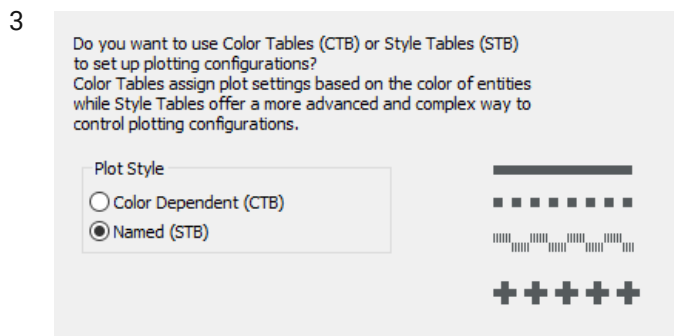 3
Do you want to use Color Tables (CTB) or Style Tables (STB)
to set up plotting configurations?
Color Tables assign plot settings based on the color of entities
while Style Tables offer a more advanced and complex way to
control plotting configurations.
Plot Style
Color Dependent (CTB)
Named (STB)